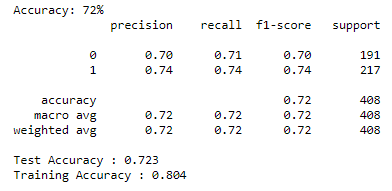 Accuracy: 72%
precision recall f1-score support
0 0.70 0.71 0.70 191
1 0.74 0.74 0.74 217
accuracy 0.72 408
macro avg 0.72 0.72 0.72 408
weighted avg 0.72 0.72 0.72 408
Test Accuracy : 0.723
Training Accuracy : 0.804